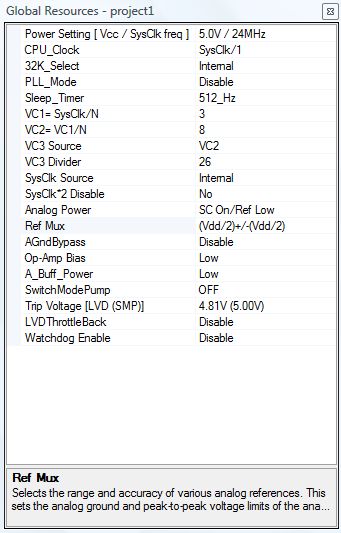 Global Resources - project1
Power Setting [ Vcc / SysClk freq ] 5.0V / 24MHz
CPU_Clock SysClk/1
32K_Select Internal
PLL_Mode Disable
Sleep_Timer 512_Hz
VC1= SysClk/N 3
VC2= VC1/N 8
VC3 Source VC2
VC3 Divider 26
SysClk Source Internal
SysClk*2 Disable No
Analog Power SC On/Ref Low
Ref Mux (Vdd/2)+/-(Vdd/2)
AGndBypass Disable
Op-Amp Bias Low
A_Buff_Power Low
SwitchModePump OFF
Trip Voltage [LVD (SMP)] 4.81V (5.00V)
LVDThrottleBack Disable
Watchdog Enable Disable
Ref Mux
Selects the range and accuracy of various analog references. This
sets the analog ground and peak-to-peak voltage limits of the ana...